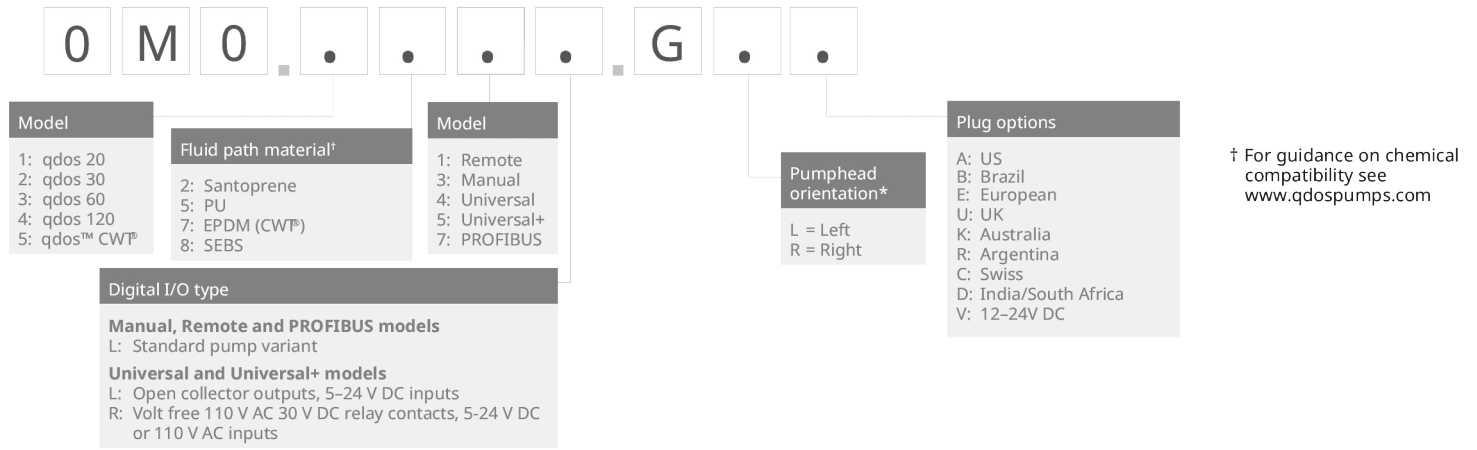 0 M 0 . . . . . . G . .
Model
1: qdos 20
2: qdos 30
3: qdos 60
4: qdos 120
5: qdos™ CWT®
Fluid path material†
2: Santoprene
5: PU
7: EPDM (CWT®)
8: SEBS
Model
1: Remote
3: Manual
4: Universal
5: Universal+
7: PROFIBUS
Digital I/O type
Manual, Remote and PROFIBUS models
L: Standard pump variant
Universal and Universal+ models
L: Open collector outputs, 5–24 V DC inputs
R: Volt free 110 V AC 30 V DC relay contacts, 5-24 V DC
or 110 V AC inputs
Pumphead
orientation*
L = Left
R = Right
Plug options
A: US
B: Brazil
E: European
U: UK
K: Australia
R: Argentina
C: Swiss
D: India/South Africa
V: 12–24V DC
† For guidance on chemical
compatibility see
www.qdospumps.com